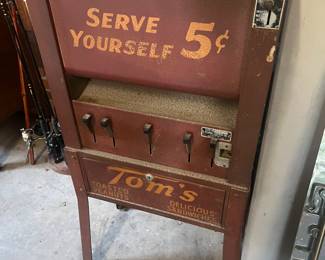 SERVE
YOURSELF 5¢
Tom's
TOASTED
PEANUTS
DELICIOUS
SANDWICHES